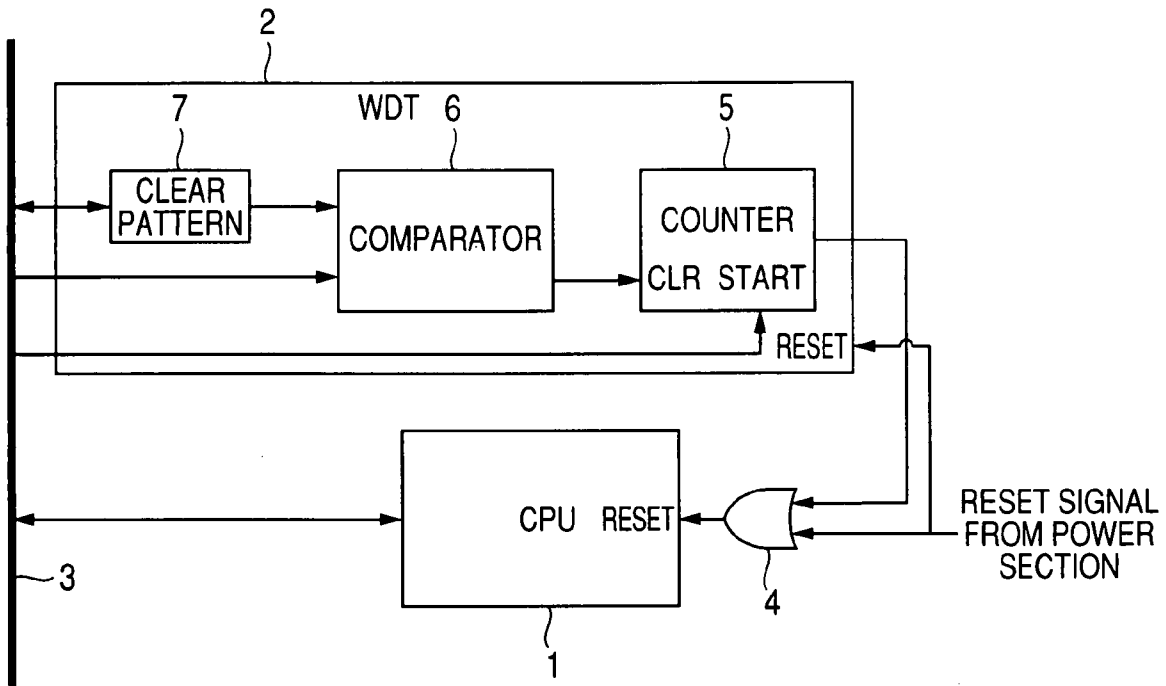 2
WDT
7
6
5
CLEAR
PATTERN
COMPARATOR
COUNTER
CLR START
RESET
CPU RESET
RESET SIGNAL
FROM POWER
SECTION
3
4
1